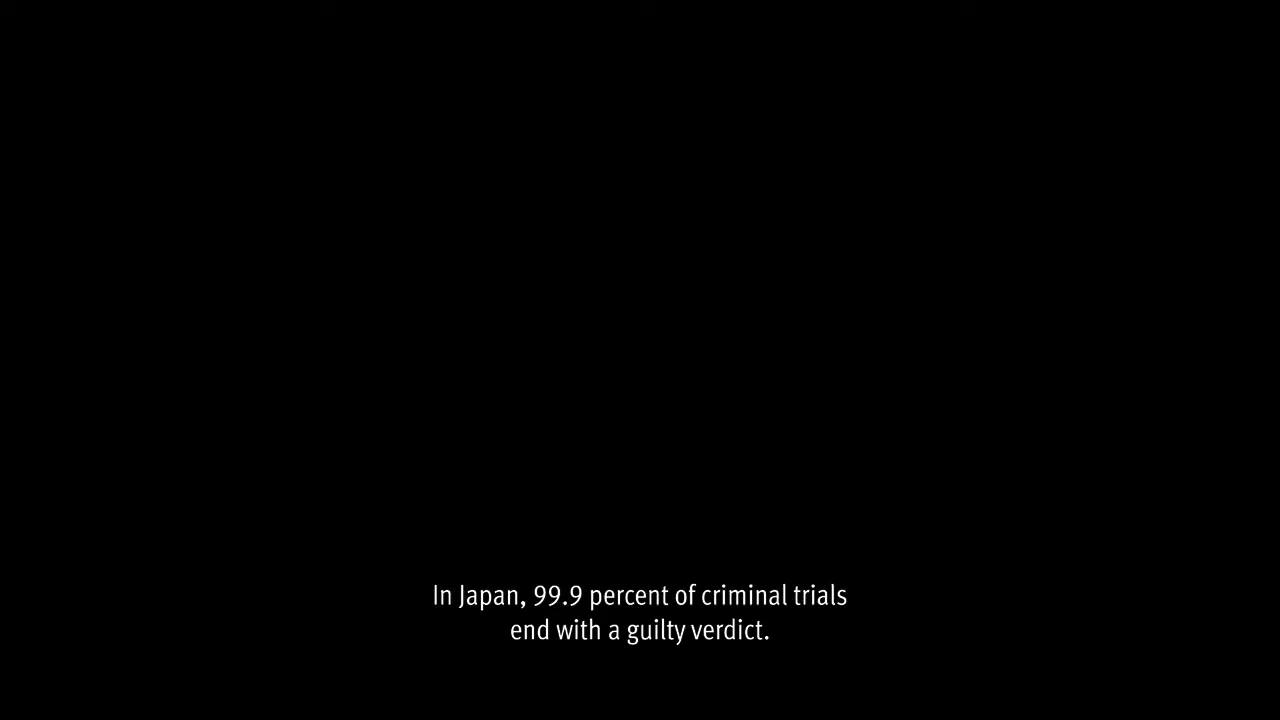 In Japan, 99.9 percent of criminal trials
end with a guilty verdict.